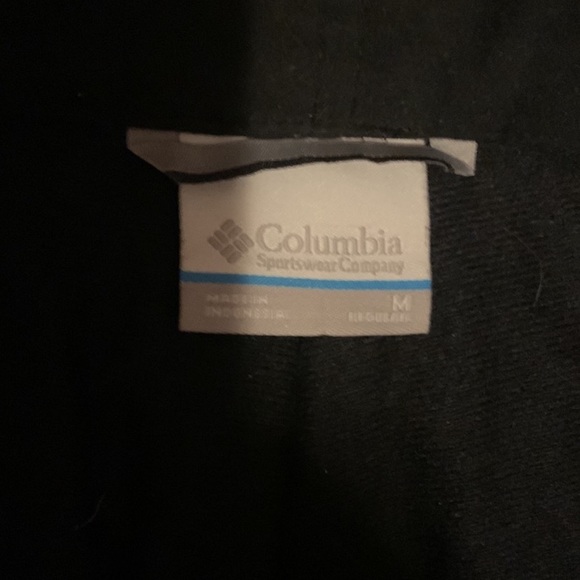 Columbia
Sportswear Company
MADE IN
INDONESIA
M
REGULAR